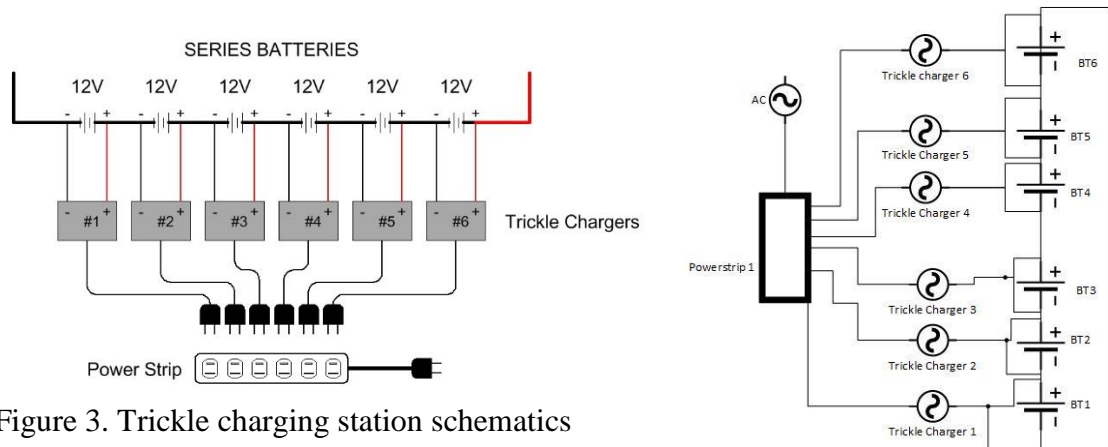 SERIES BATTERIES
12V 12V 12V 12V 12V 12V
- + - + - + - + - + - +
- #1 + - #2 + - #3 + - #4 + - #5 + - #6 +
Trickle Chargers
Power Strip
Figure 3. Trickle charging station schematics
+
Trickle charger 6
BT6
AC
+
Trickle Charger 5
BT5
+
Trickle Charger 4
BT4
Powerstrip 1
+
BT3
Trickle Charger 3
+
BT2
Trickle Charger 2
+
BT1
Trickle Charger 1